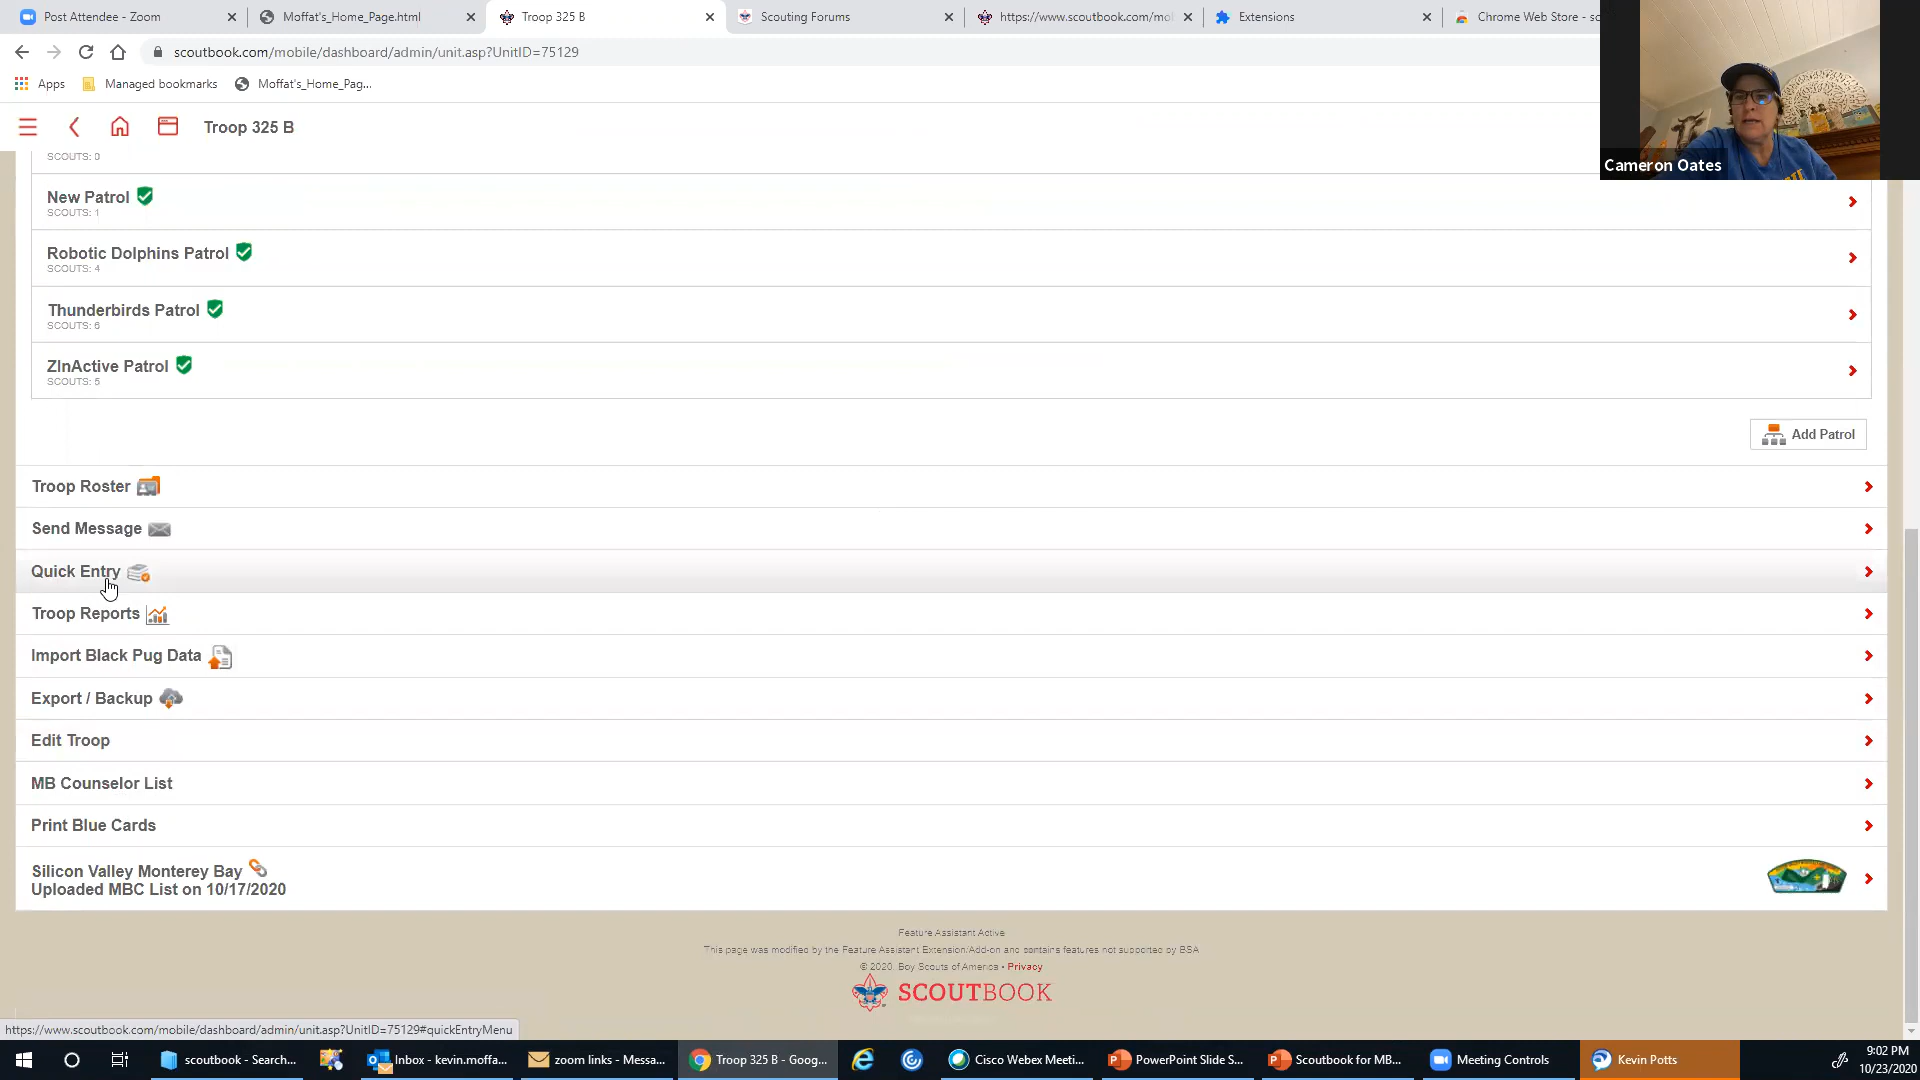 Post Attendee - Zoom
Moffat's_Home_Page.html
Troop 325 B
Scouting Forums
https://www.scoutbook.com/mo
Extensions
Chrome Web Store - sc
scoutbook.com/mobile/dashboard/admin/unit.asp?UnitID=75129
Apps
Managed bookmarks
Moffat's_Home_Pag...
Troop 325 B
Cameron Oates
SCOUTS: 0
New Patrol
SCOUTS: 1
Robotic Dolphins Patrol
SCOUTS: 4
Thunderbirds Patrol
SCOUTS: 6
ZInActive Patrol
SCOUTS: 5
Add Patrol
Troop Roster
Send Message
Quick Entry
Troop Reports
Import Black Pug Data
Export / Backup
Edit Troop
MB Counselor List
Print Blue Cards
Silicon Valley Monterey Bay
Uploaded MBC List on 10/17/2020
Feature Assistant Active
This page was modified by the Feature Assistant Extension/Add-on and contains features not supported by BSA
© 2020. Boy Scouts of America • Privacy
SCOUTBOOK
https://www.scoutbook.com/mobile/dashboard/admin/unit.asp?UnitID=75129#quickEntryMenu
scoutbook - Search...
Inbox - kevin.moffa...
zoom links - Messa...
Troop 325 B - Goog...
Cisco Webex Meeti...
PowerPoint Slide S...
Scoutbook for MB...
Meeting Controls
Kevin Potts
9:02 PM
10/23/2020